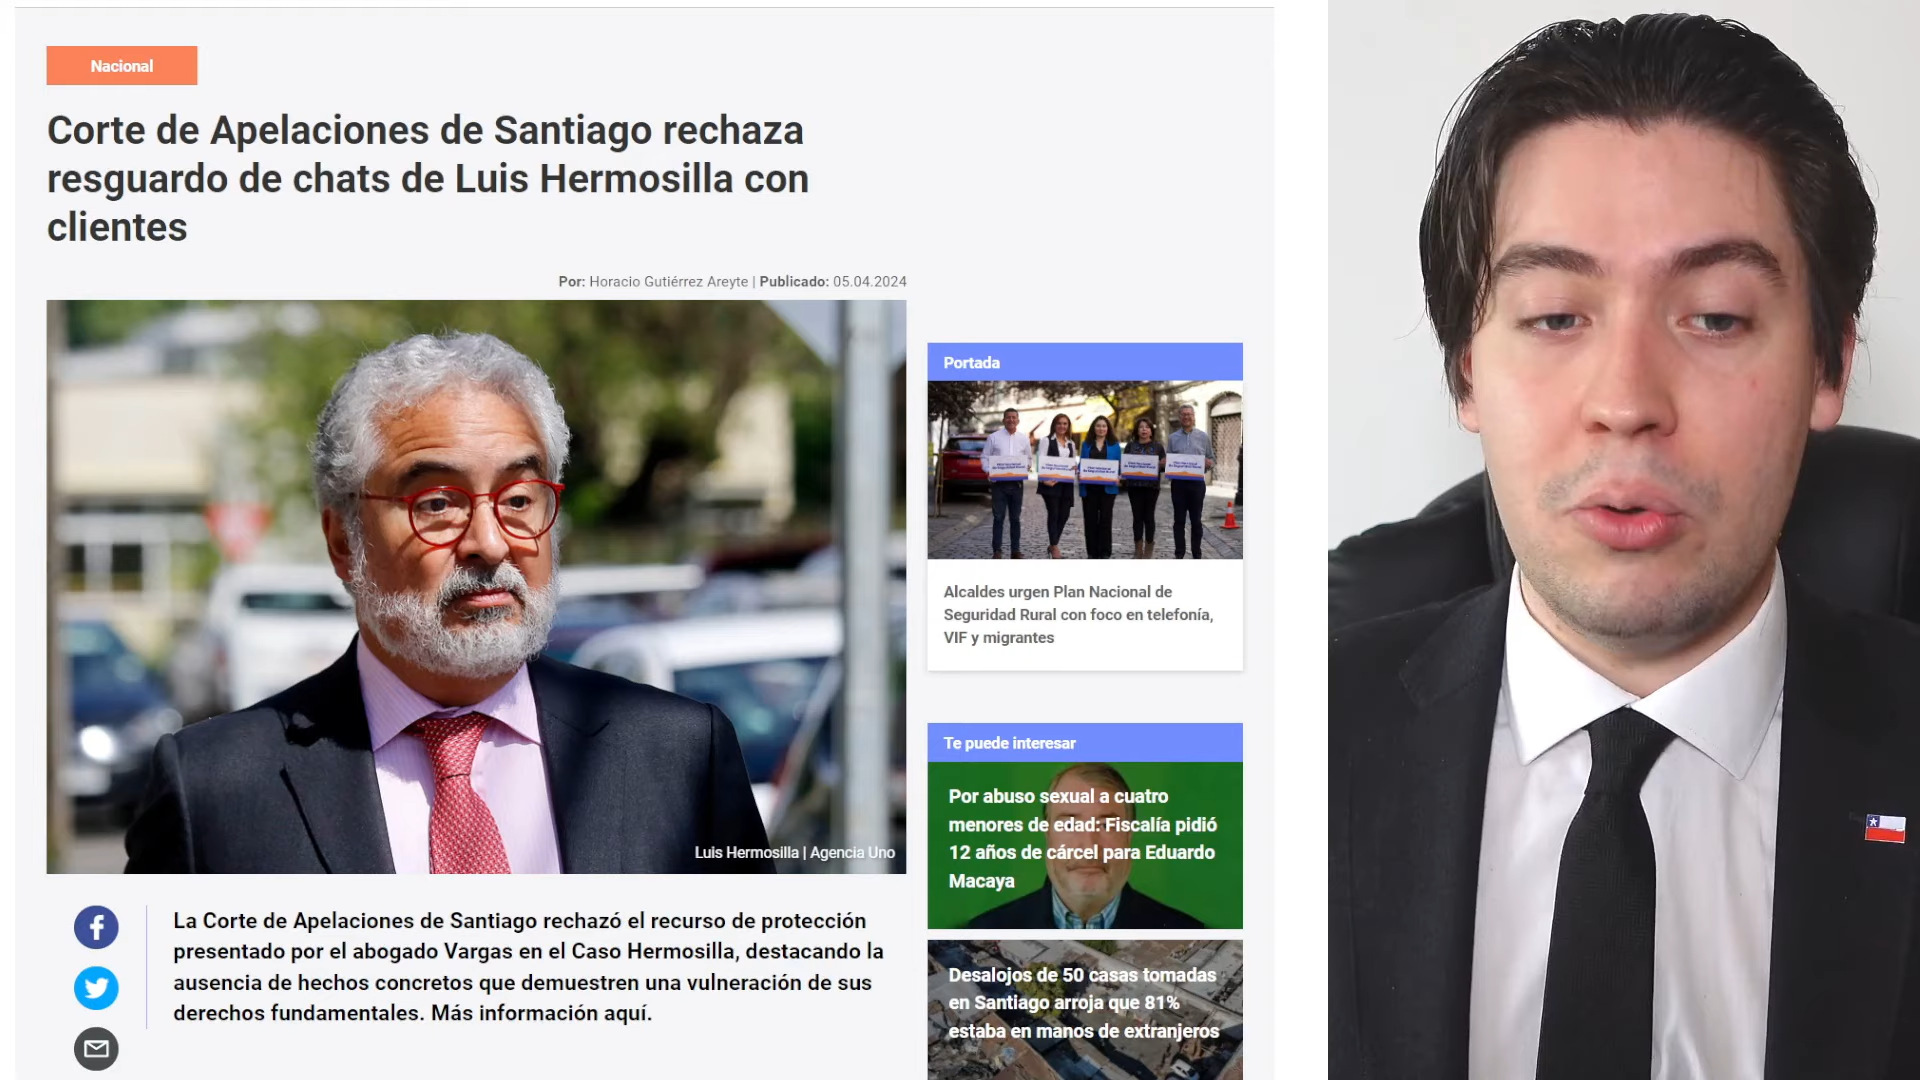 Nacional
Corte de Apelaciones de Santiago rechaza
resguardo de chats de Luis Hermosilla con
clientes
Por: Horacio Gutiérrez Areyte | Publicado: 05.04.2024
Luis Hermosilla | Agencia Uno
La Corte de Apelaciones de Santiago rechazó el recurso de protección
presentado por el abogado Vargas en el Caso Hermosilla, destacando la
ausencia de hechos concretos que demuestren una vulneración de sus
derechos fundamentales. Más información aquí.
Portada
Alcaldes urgen Plan Nacional de
Seguridad Rural con foco en telefonía,
VIF y migrantes
Te puede interesar
Por abuso sexual a cuatro
menores de edad: Fiscalía pidió
12 años de cárcel para Eduardo
Macaya
Desalojos de 50 casas tomadas
en Santiago arroja que 81%
estaba en manos de extranjeros